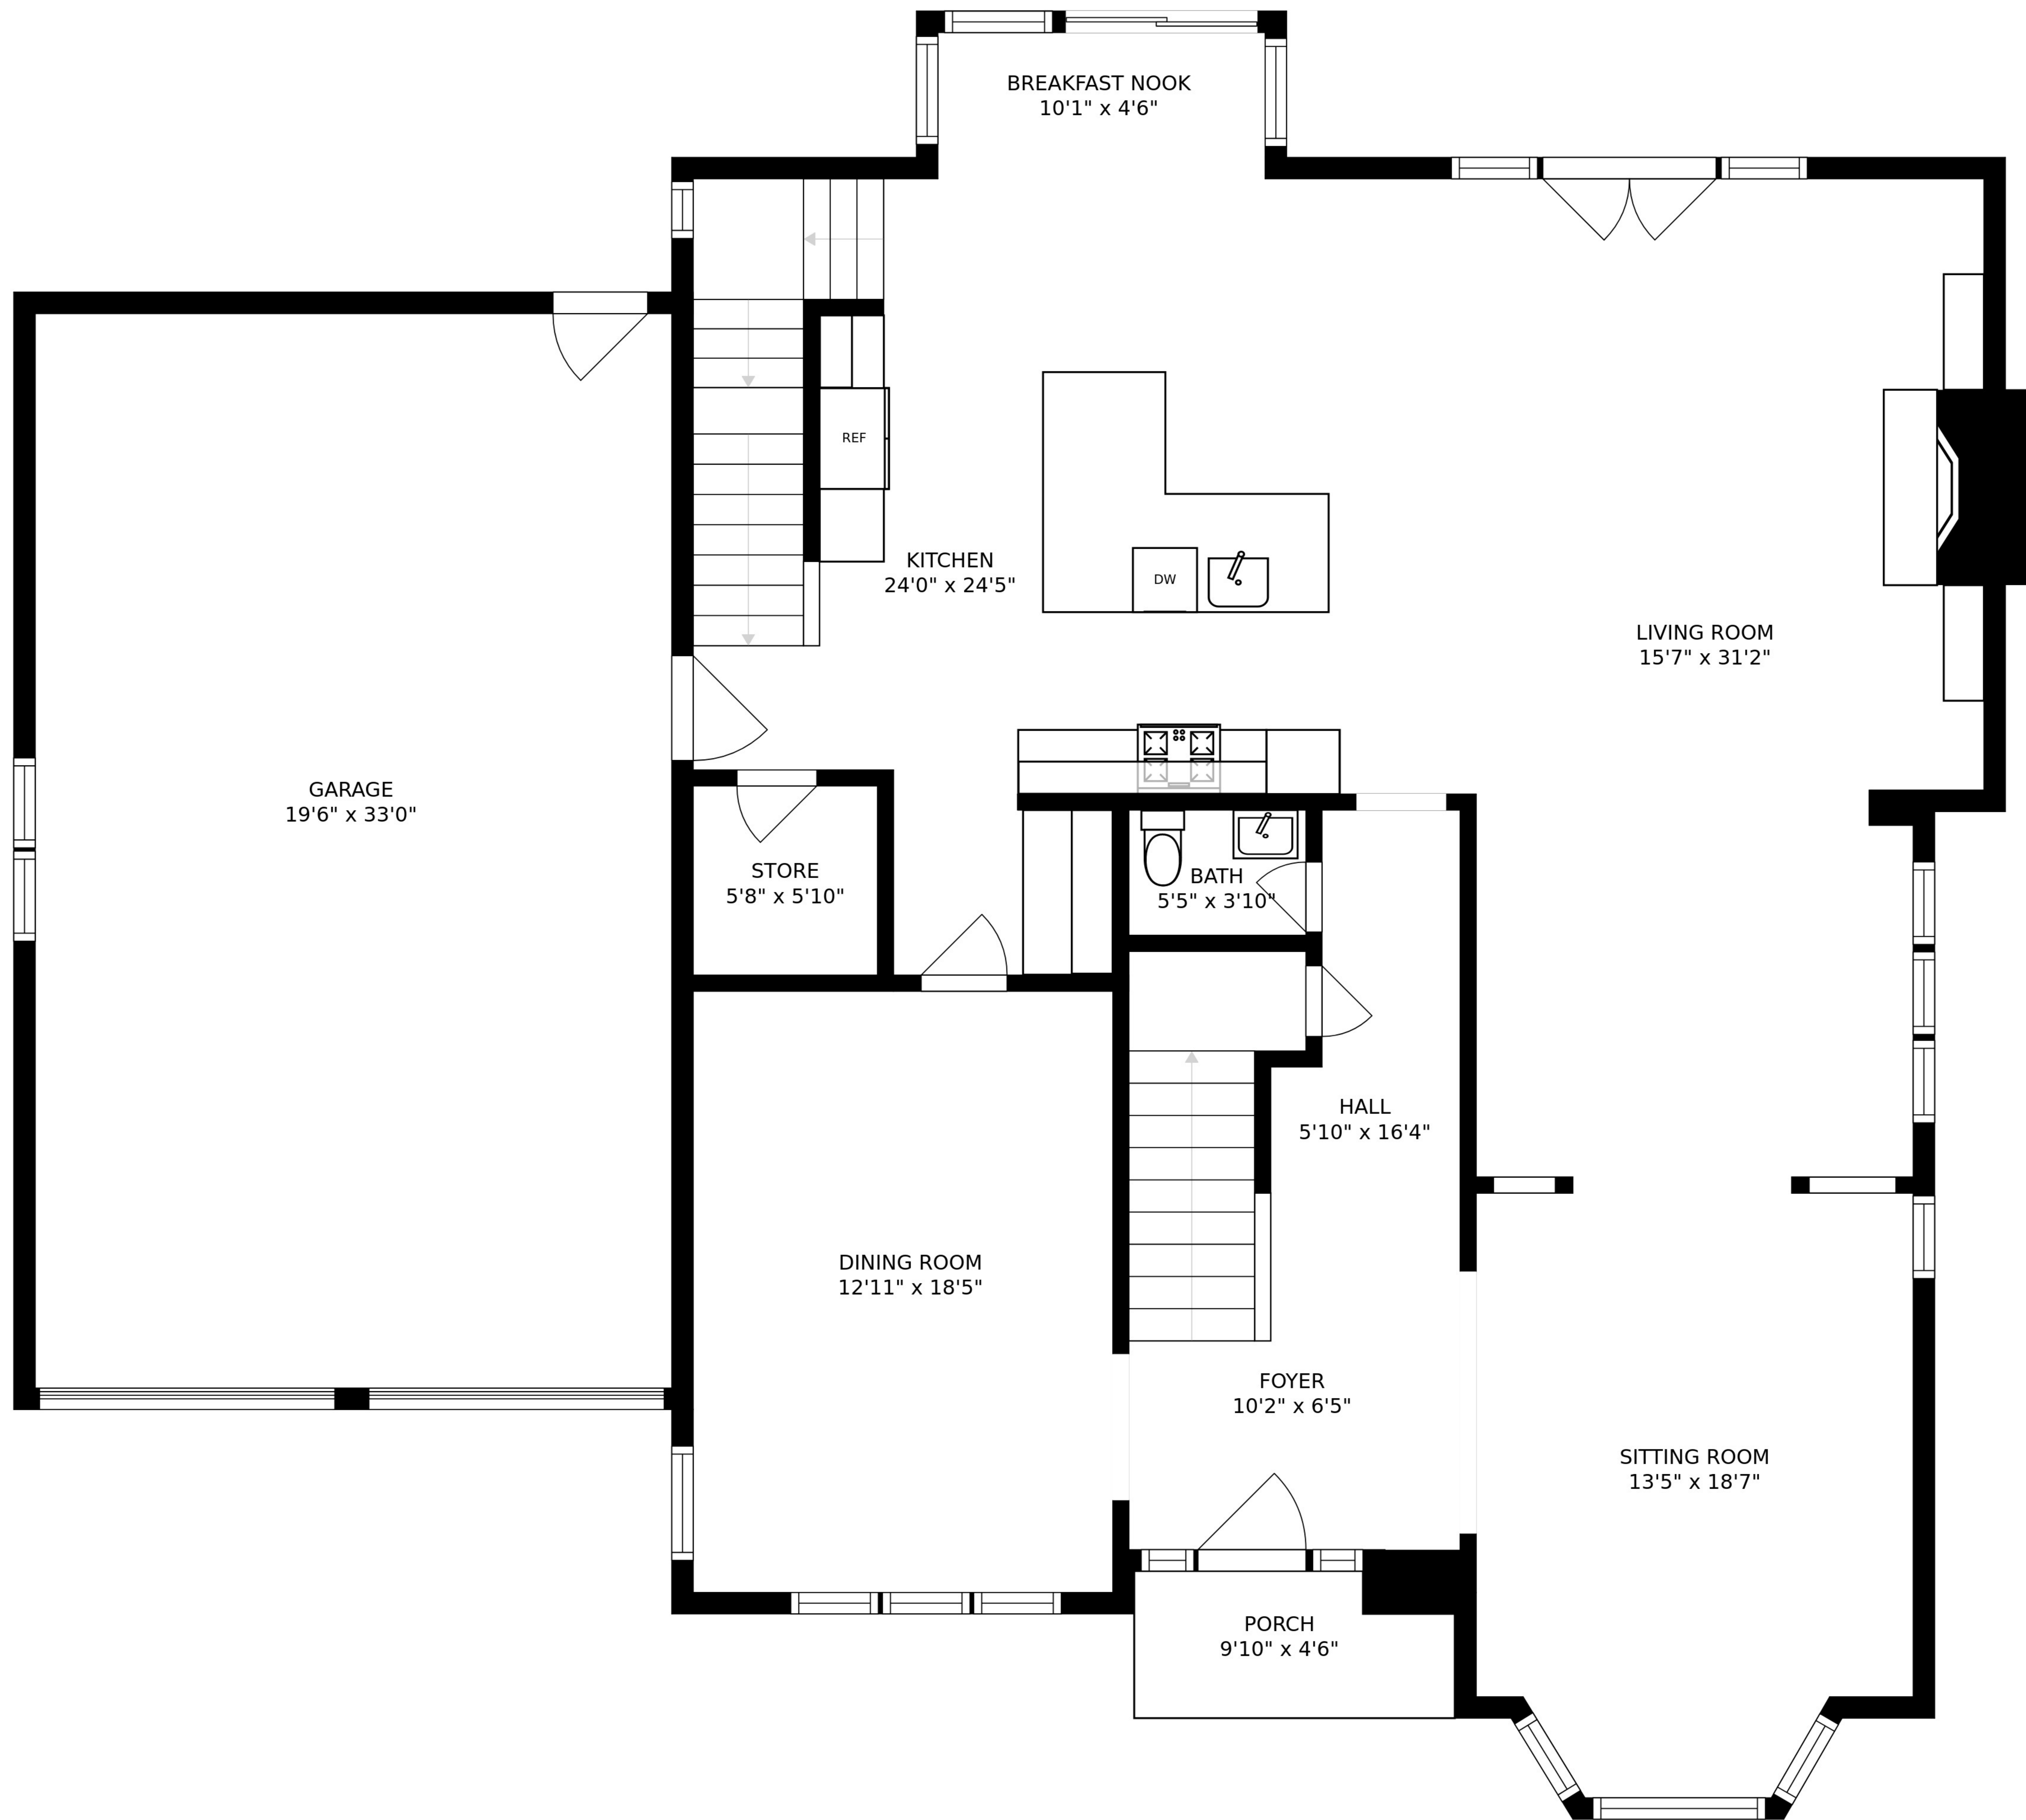 BREAKFAST NOOK
10'1" x 4'6"
REF
KITCHEN
24'0" x 24'5"
DW
LIVING ROOM
15'7" x 31'2"
GARAGE
19'6" x 33'0"
STORE
5'8" x 5'10"
BATH
5'5" x 3'10"
HALL
5'10" x 16'4"
DINING ROOM
12'11" x 18'5"
FOYER
10'2" x 6'5"
SITTING ROOM
13'5" x 18'7"
PORCH
9'10" x 4'6"